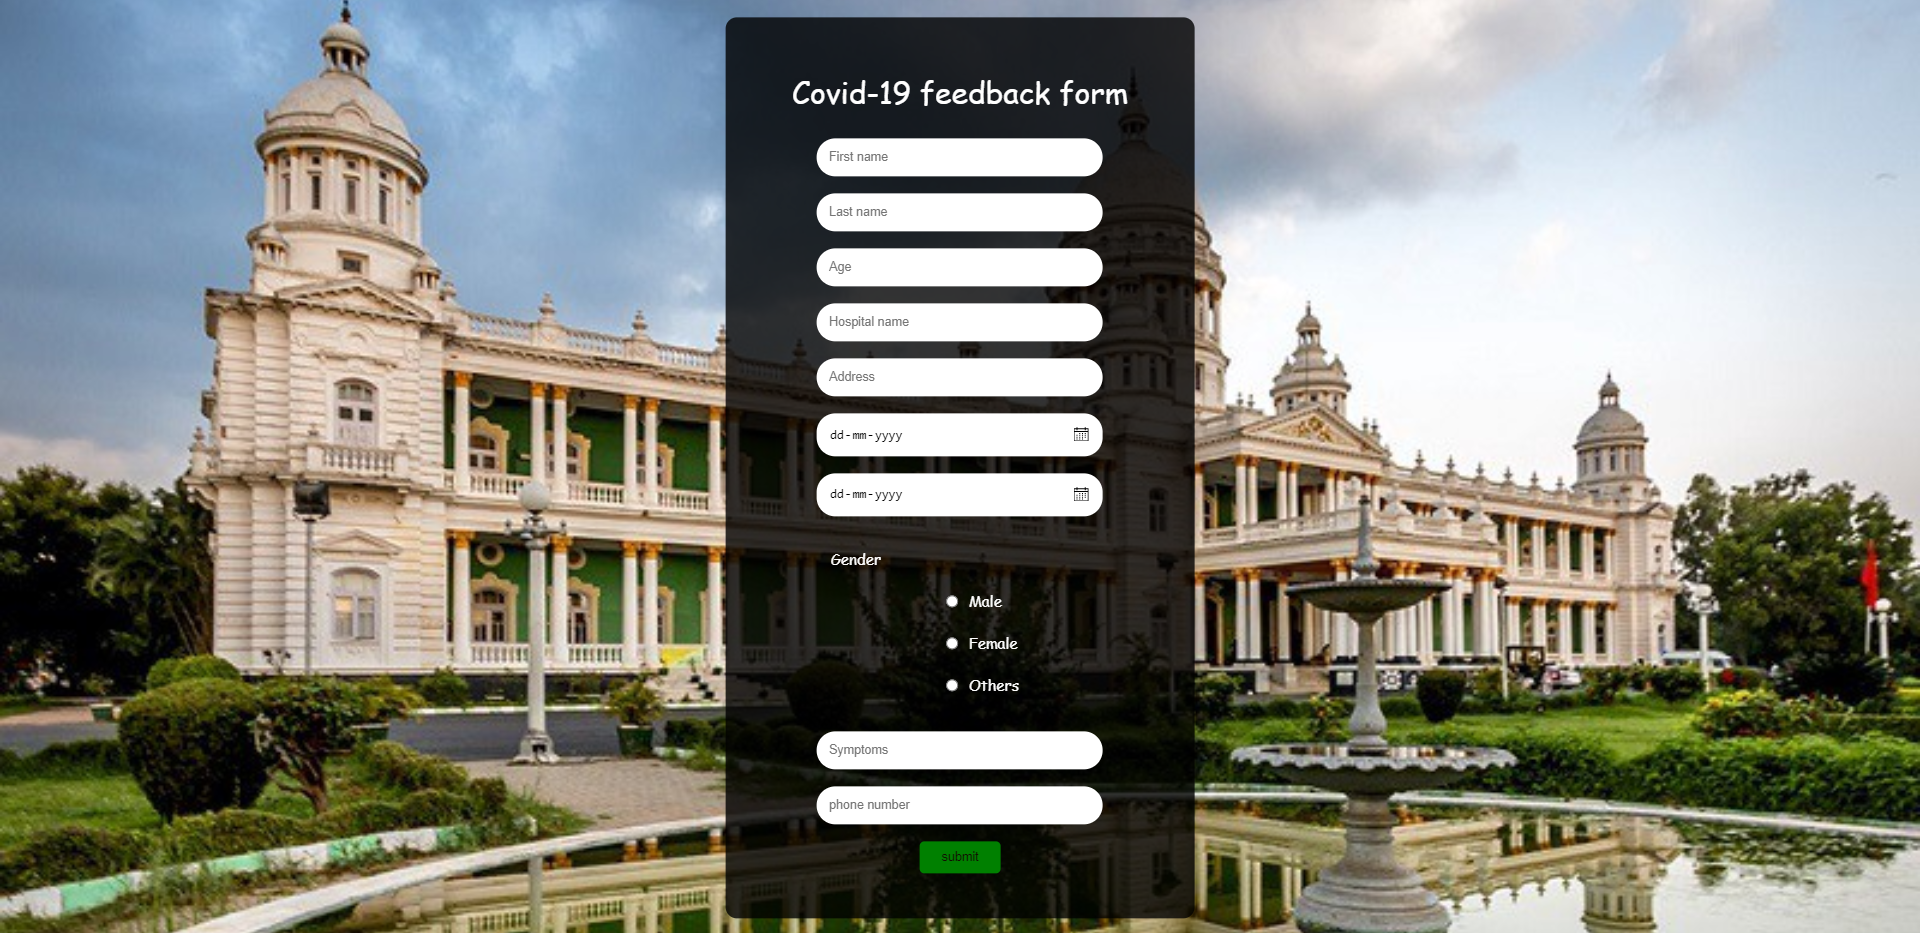 Covid-19 feedback form
First name
Last name
Age
Hospital name
Address
dd-mm-yyyy
dd-mm-yyyy
Gender
Male
Female
Others
Symptoms
phone number
submit